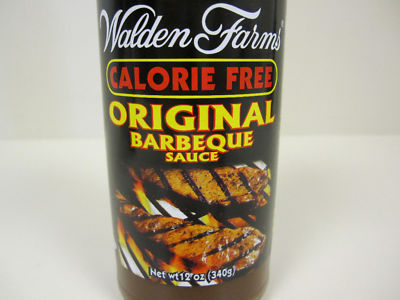 Walden Farms®
CALORIE FREE
ORIGINAL
BARBEQUE
SAUCE
Net wt 12 oz (340g)